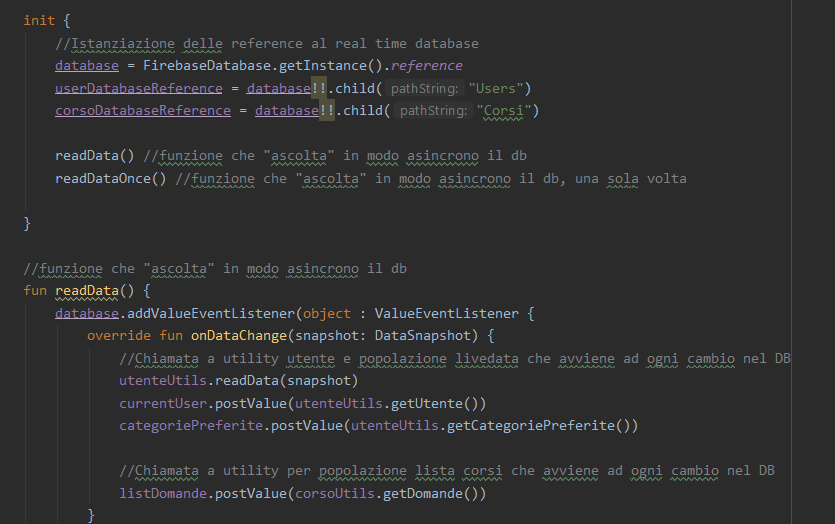 init {
//Istanziazione delle reference al real time database
database = FirebaseDatabase.getInstance().reference
userDatabaseReference = database!!.child( pathString: "Users")
corsoDatabaseReference = database!!.child( pathString: "Corsi")
readData() //funzione che "ascolta" in modo asincrono il db
readDataOnce() //funzione che "ascolta" in modo asincrono il db, una sola volta
}
//funzione che "ascolta" in modo asincrono il db
fun readData() {
database.addValueEventListener(object : ValueEventListener {
override fun onDataChange(snapshot: DataSnapshot) {
//Chiamata a utility utente e popolazione livedata che avviene ad ogni cambio nel DB
utenteUtils.readData(snapshot)
currentUser.postValue(utenteUtils.getUtente())
categoriePreferite.postValue(utenteUtils.getCategoriePreferite())
//Chiamata a utility per popolazione lista corsi che avviene ad ogni cambio nel DB
listDomande.postValue(corsoUtils.getDomande())
}